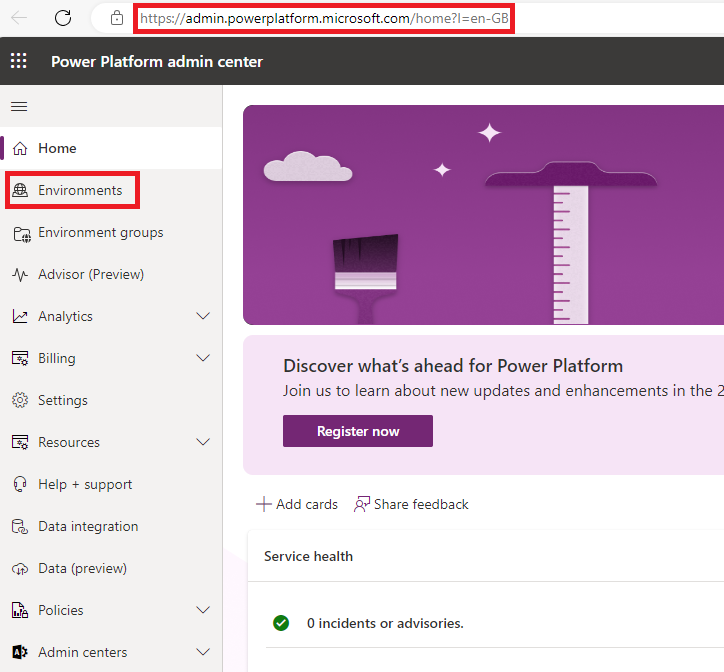 https://admin.powerplatform.microsoft.com/home?l=en-GB
Power Platform admin center
Home
Environments
Environment groups
Advisor (Preview)
Analytics
Billing
Settings
Resources
Help + support
Data integration
Data (preview)
Policies
Admin centers
Discover what's ahead for Power Platform
Join us to learn about new updates and enhancements in the 2
Register now
Add cards
Share feedback
Service health
0 incidents or advisories.